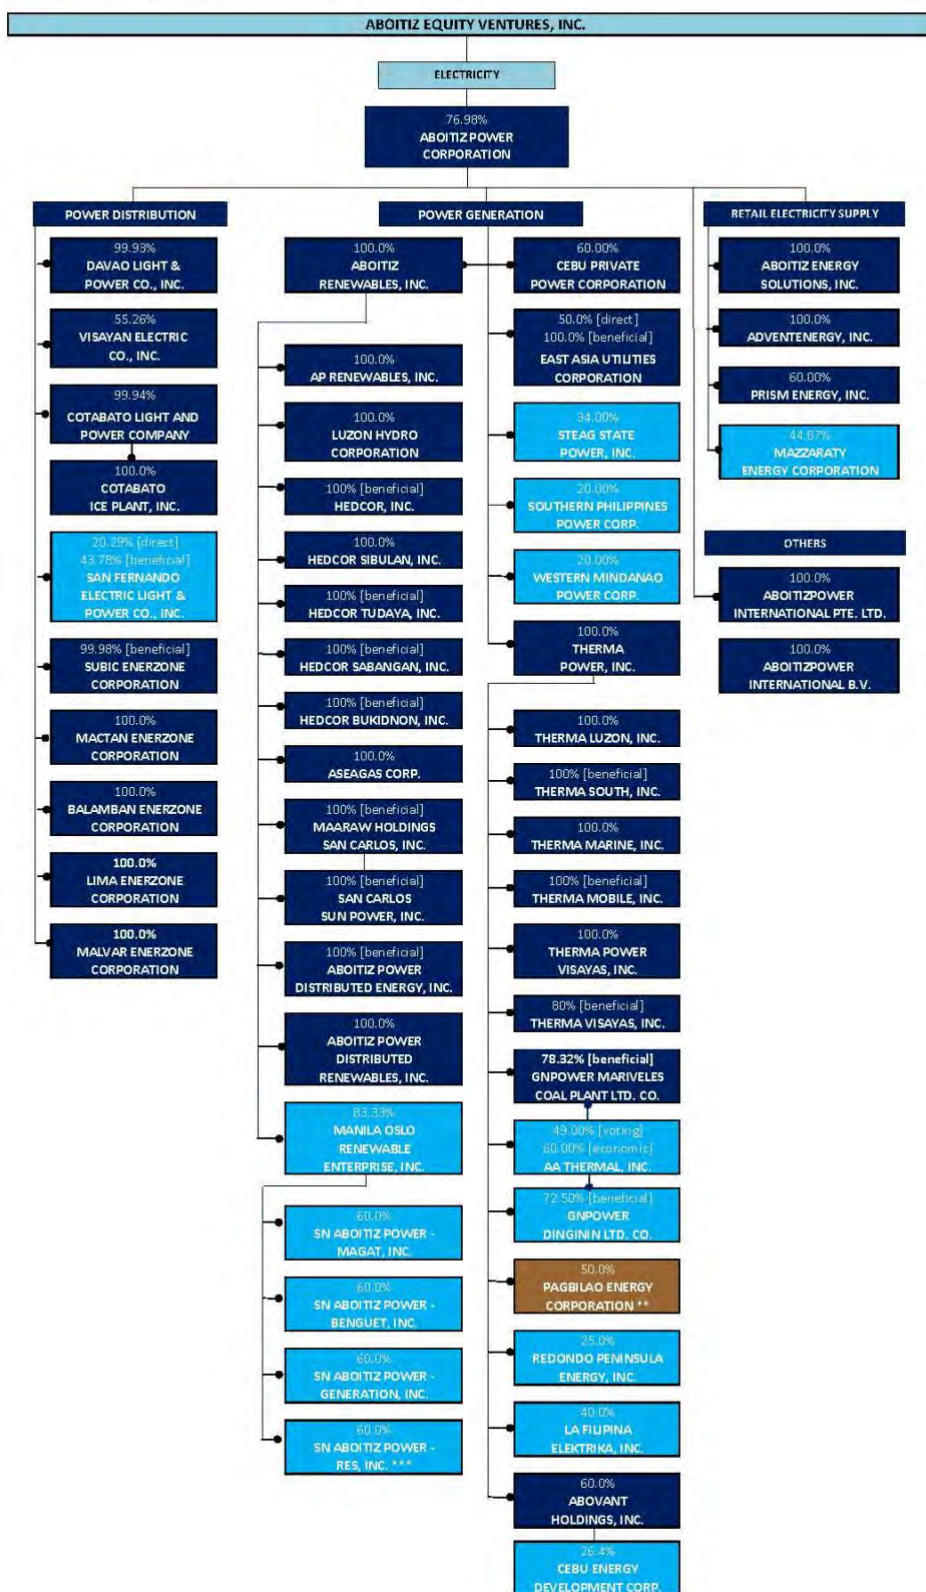 ABOITIZ EQUITY VENTURES, INC.
ELECTRICITY
76.98%
ABOITIZ POWER
CORPORATION
POWER DISTRIBUTION
99.93%
DAVAO LIGHT &
POWER CO., INC.
55.26%
VISAYAN ELECTRIC
CO., INC.
99.94%
COTABATO LIGHT AND
POWER COMPANY
100.0%
COTABATO
ICE PLANT, INC.
20.29% [direct]
43.78% [beneficial]
SAN FERNANDO
ELECTRIC LIGHT &
POWER CO., INC.
99.98% [beneficial]
SUBIC ENERZONE
CORPORATION
100.0%
MACTAN ENERZONE
CORPORATION
100.0%
BALAMBAN ENERZONE
CORPORATION
100.0%
LIMA ENERZONE
CORPORATION
100.0%
MALVAR ENERZONE
CORPORATION
POWER GENERATION
100.0%
ABOITIZ
RENEWABLES, INC.
100.0%
AP RENEWABLES, INC.
100.0%
LUZON HYDRO
CORPORATION
100% [beneficial]
HEDCOR, INC.
100.0%
HEDCOR SIBULAN, INC.
100% [beneficial]
HEDCOR TUDAYA, INC.
100% [beneficial]
HEDCOR SABANGAN, INC.
100% [beneficial]
HEDCOR BUKIDNON, INC.
100.0%
ASEAGAS CORP.
100% [beneficial]
MAARAW HOLDINGS
SAN CARLOS, INC.
100% [beneficial]
SAN CARLOS
SUN POWER, INC.
100% [beneficial]
ABOITIZ POWER
DISTRIBUTED ENERGY, INC.
100.0%
ABOITIZ POWER
DISTRIBUTED
RENEWABLES, INC.
83.33%
MANILA OSLO
RENEWABLE
ENTERPRISE, INC.
60.0%
SN ABOITIZ POWER -
MAGAT, INC.
60.0%
SN ABOITIZ POWER -
BENGUET, INC.
60.0%
SN ABOITIZ POWER -
GENERATION, INC.
60.0%
SN ABOITIZ POWER -
RES, INC. ***
60.00%
CEBU PRIVATE
POWER CORPORATION
50.0% [direct]
100.0% [beneficial]
EAST ASIA UTILITIES
CORPORATION
34.00%
STEAG STATE
POWER, INC.
20.00%
SOUTHERN PHILIPPINES
POWER CORP.
20.00%
WESTERN MINDANAO
POWER CORP.
100.0%
THERMA
POWER, INC.
100.0%
THERMA LUZON, INC.
100% [beneficial]
THERMA SOUTH, INC.
100.0%
THERMA MARINE, INC.
100% [beneficial]
THERMA MOBILE, INC.
100.0%
THERMA POWER
VISAYAS, INC.
80% [beneficial]
THERMA VISAYAS, INC.
78.32% [beneficial]
GNPOWER MARIVELES
COAL PLANT LTD. CO.
49.00% [voting]
60.00% [economic]
AA THERMAL, INC.
72.50% [beneficial]
GNPOWER
DINGININ LTD. CO.
50.0%
PAGBILAO ENERGY
CORPORATION **
25.0%
REDONDO PENINSULA
ENERGY, INC.
40.0%
LA FILIPINA
ELEKTRIKA, INC.
60.0%
ABOVANT
HOLDINGS, INC.
26.4%
CEBU ENERGY
DEVELOPMENT CORP.
RETAIL ELECTRICITY SUPPLY
100.0%
ABOITIZ ENERGY
SOLUTIONS, INC.
100.0%
ADVENTENERGY, INC.
60.00%
PRISM ENERGY, INC.
44.87%
MAZZARATY
ENERGY CORPORATION
OTHERS
100.0%
ABOITIZPOWER
INTERNATIONAL PTE. LTD.
100.0%
ABOITIZPOWER
INTERNATIONAL B.V.